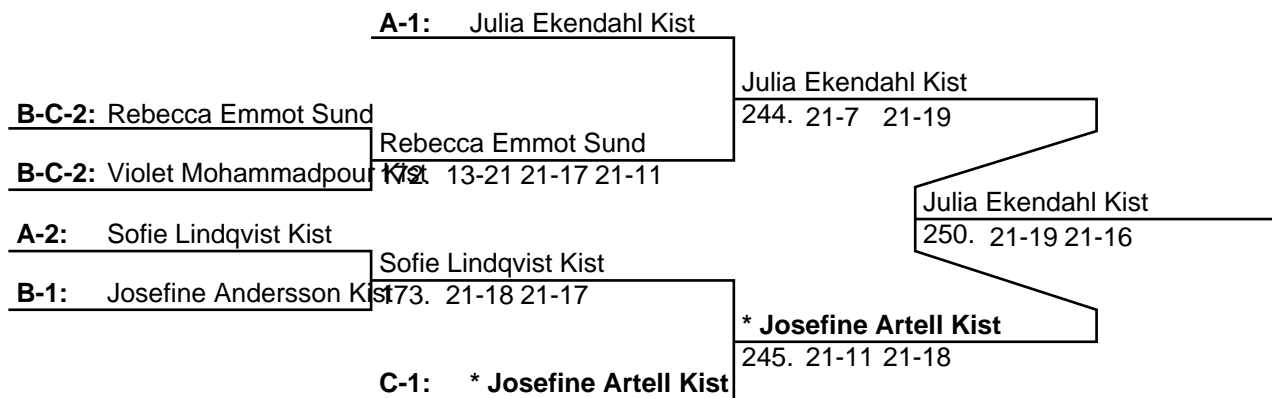 A-1: Julia Ekendahl Kist
Julia Ekendahl Kist
244. 21-7 21-19
B-C-2: Rebecca Emmot Sund
Rebecca Emmot Sund
B-C-2: Violet Mohammadpour Kist
172. 13-21 21-17 21-11
Julia Ekendahl Kist
250. 21-19 21-16
A-2: Sofie Lindqvist Kist
Sofie Lindqvist Kist
B-1: Josefine Andersson Kist
173. 21-18 21-17
* Josefine Artell Kist
245. 21-11 21-18
C-1: * Josefine Artell Kist